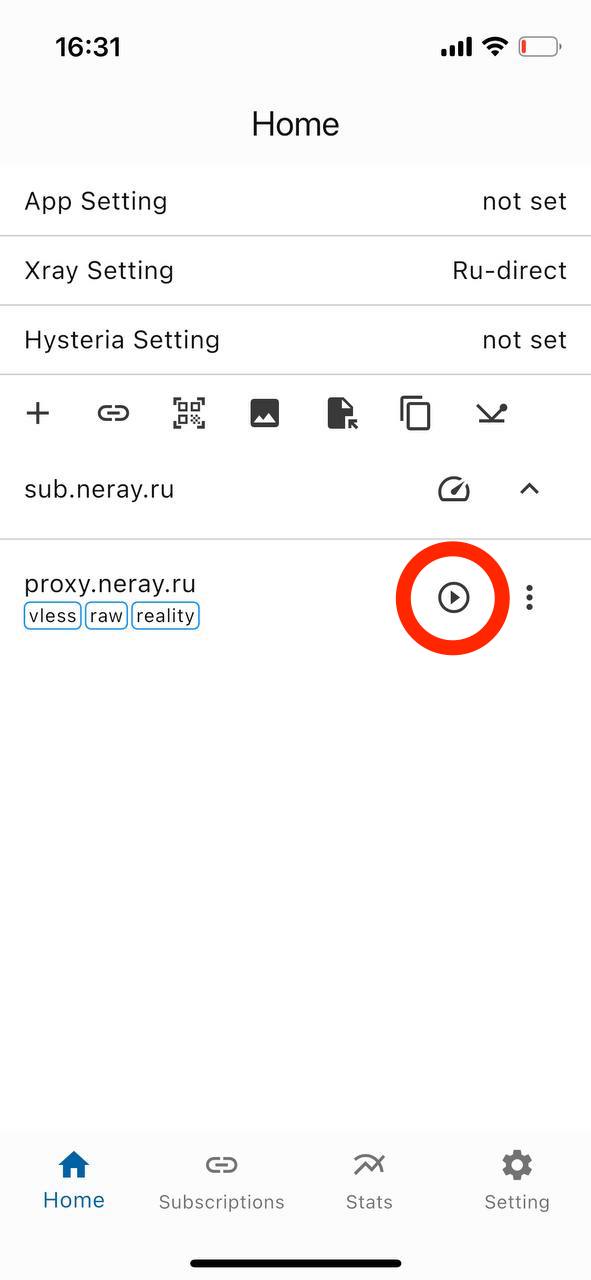 16:31
Home
App Setting not set
Xray Setting Ru-direct
Hysteria Setting not set
sub.neray.ru
proxy.neray.ru
vless raw reality
Home Subscriptions Stats Setting